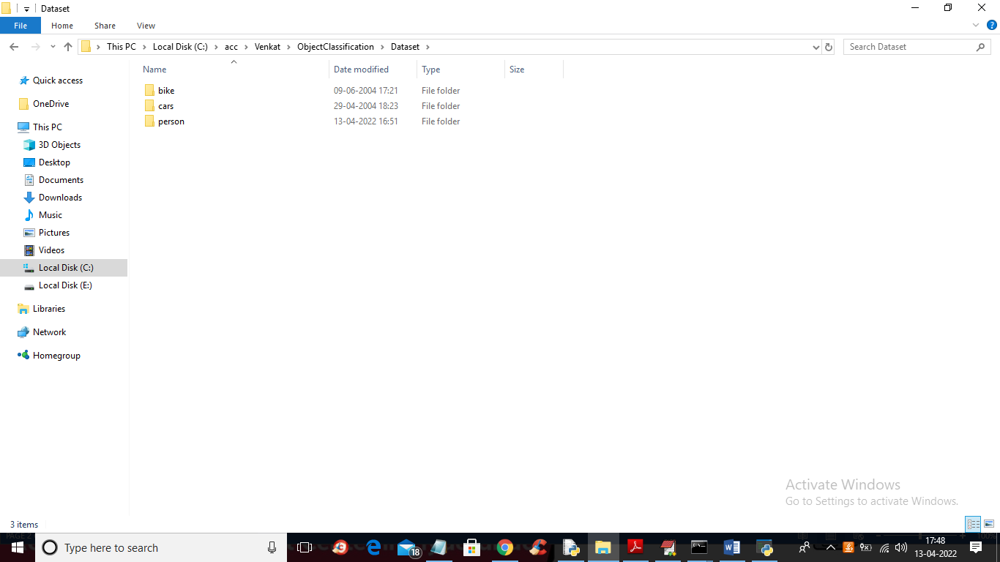 Dataset
File Home Share View
This PC Local Disk (C:) acc Venkat ObjectClassification Dataset Search Dataset
Name Date modified Type Size
Quick access
OneDrive
This PC
3D Objects
Desktop
Documents
Downloads
Music
Pictures
Videos
Local Disk (C:)
Local Disk (E:)
Libraries
Network
Homegroup
bike 09-06-2004 17:21 File folder
cars 29-04-2004 18:23 File folder
person 13-04-2022 16:51 File folder
Activate Windows
Go to Settings to activate Windows.
3 items
Type here to search
18
17:48
13-04-2022